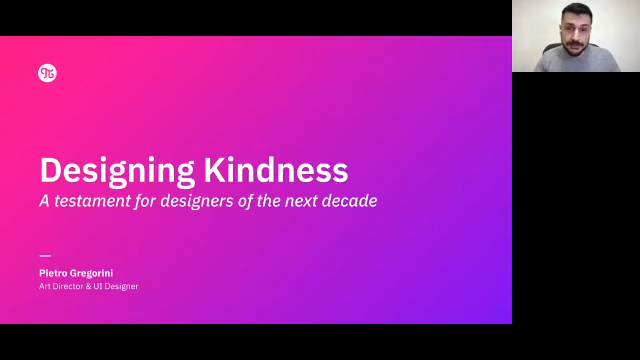 Designing Kindness
A testament for designers of the next decade
Pietro Gregorini
Art Director & UI Designer